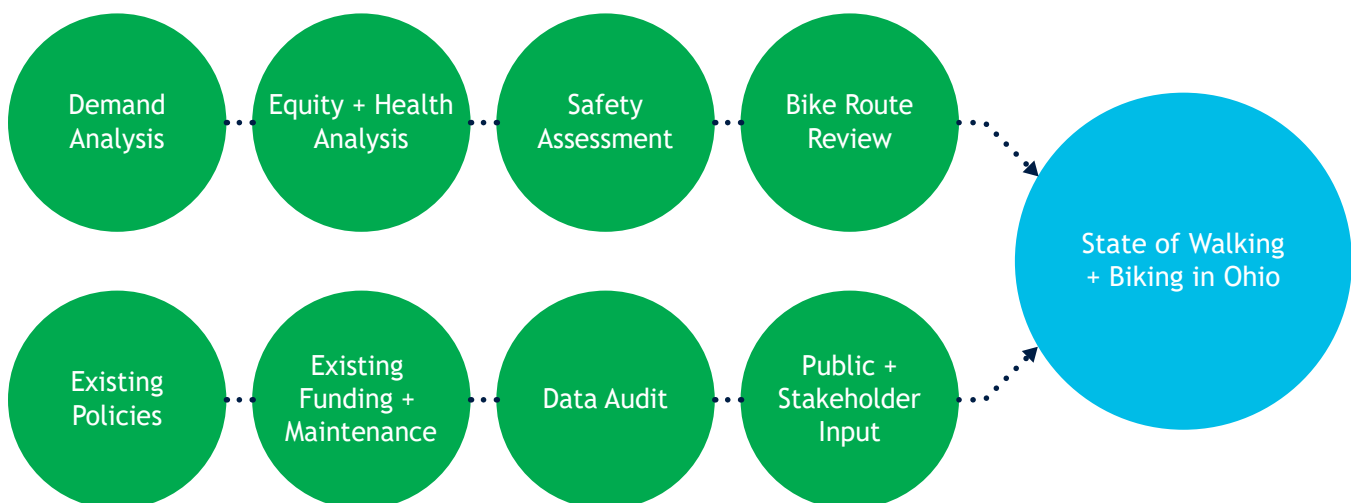 Demand
Analysis
Equity + Health
Analysis
Safety
Assessment
Bike Route
Review
State of Walking
+ Biking in Ohio
Existing
Policies
Existing
Funding +
Maintenance
Data Audit
Public +
Stakeholder
Input